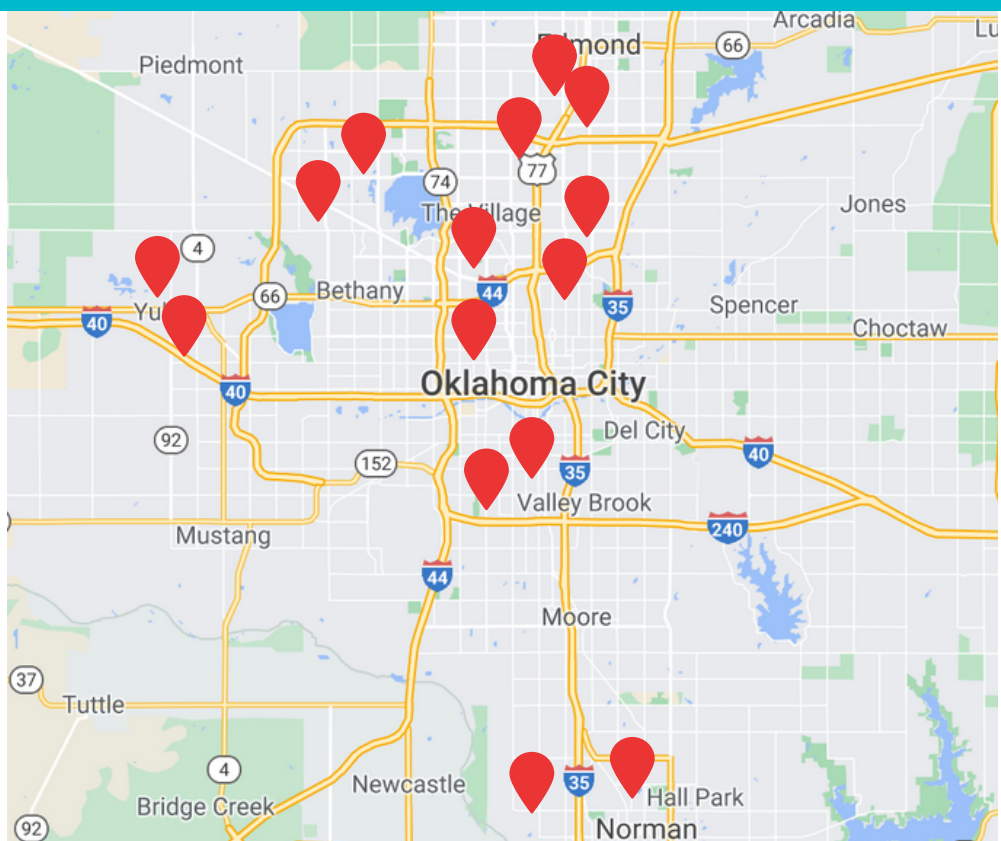 Arcadia
Lu
Edmond
66
Piedmont
77
74
Jones
The Village
4
Bethany
66
44
35
Spencer
Yu
40
Choctaw
Oklahoma City
40
Del City
92
40
152
35
Valley Brook
240
Mustang
44
Moore
37
Tuttle
4
35
Newcastle
Hall Park
Bridge Creek
92
Norman